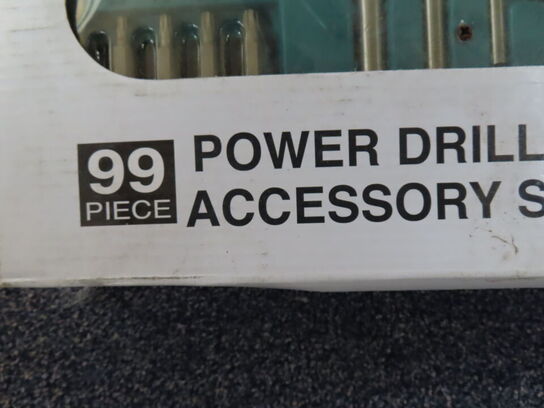 99
PIECE
POWER DRILL
ACCESSORY S